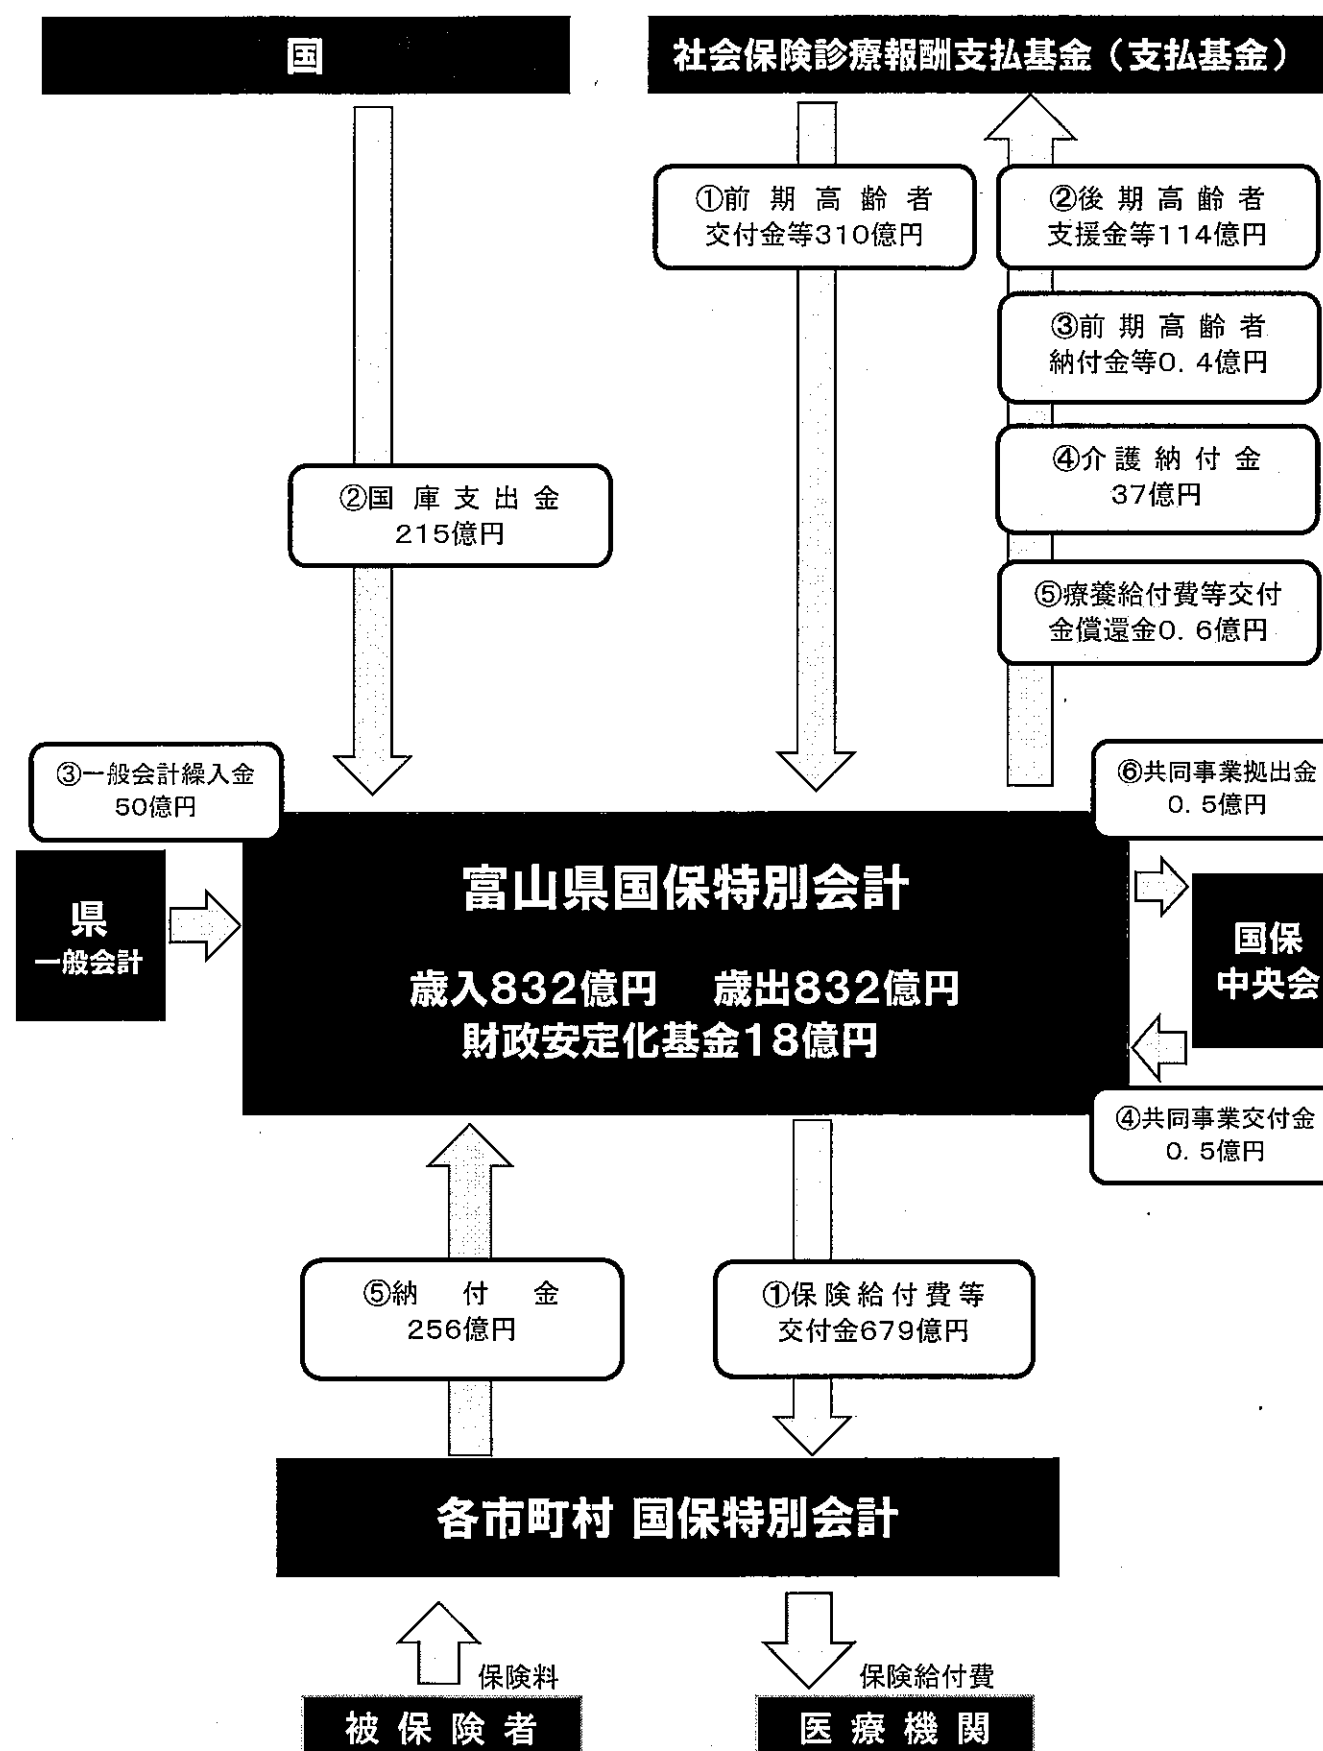 国
社会保険診療報酬支払基金（支払基金）
①前期高齢者
交付金等310億円
②後期高齢者
支援金等114億円
③前期高齢者
納付金等0．4億円
④介護納付金
37億円
⑤療養給付費等交付
金償還金0．6億円
②国庫支出金
215億円
③一般会計繰入金
50億円
⑥共同事業拠出金
0．5億円
県
一般会計
富山県国保特別会計
歳入832億円　歳出832億円
財政安定化基金18億円
国保
中央会
④共同事業交付金
0．5億円
⑤納付金
256億円
①保険給付費等
交付金679億円
各市町村 国保特別会計
保険料
保険給付費
被保険者
医療機関